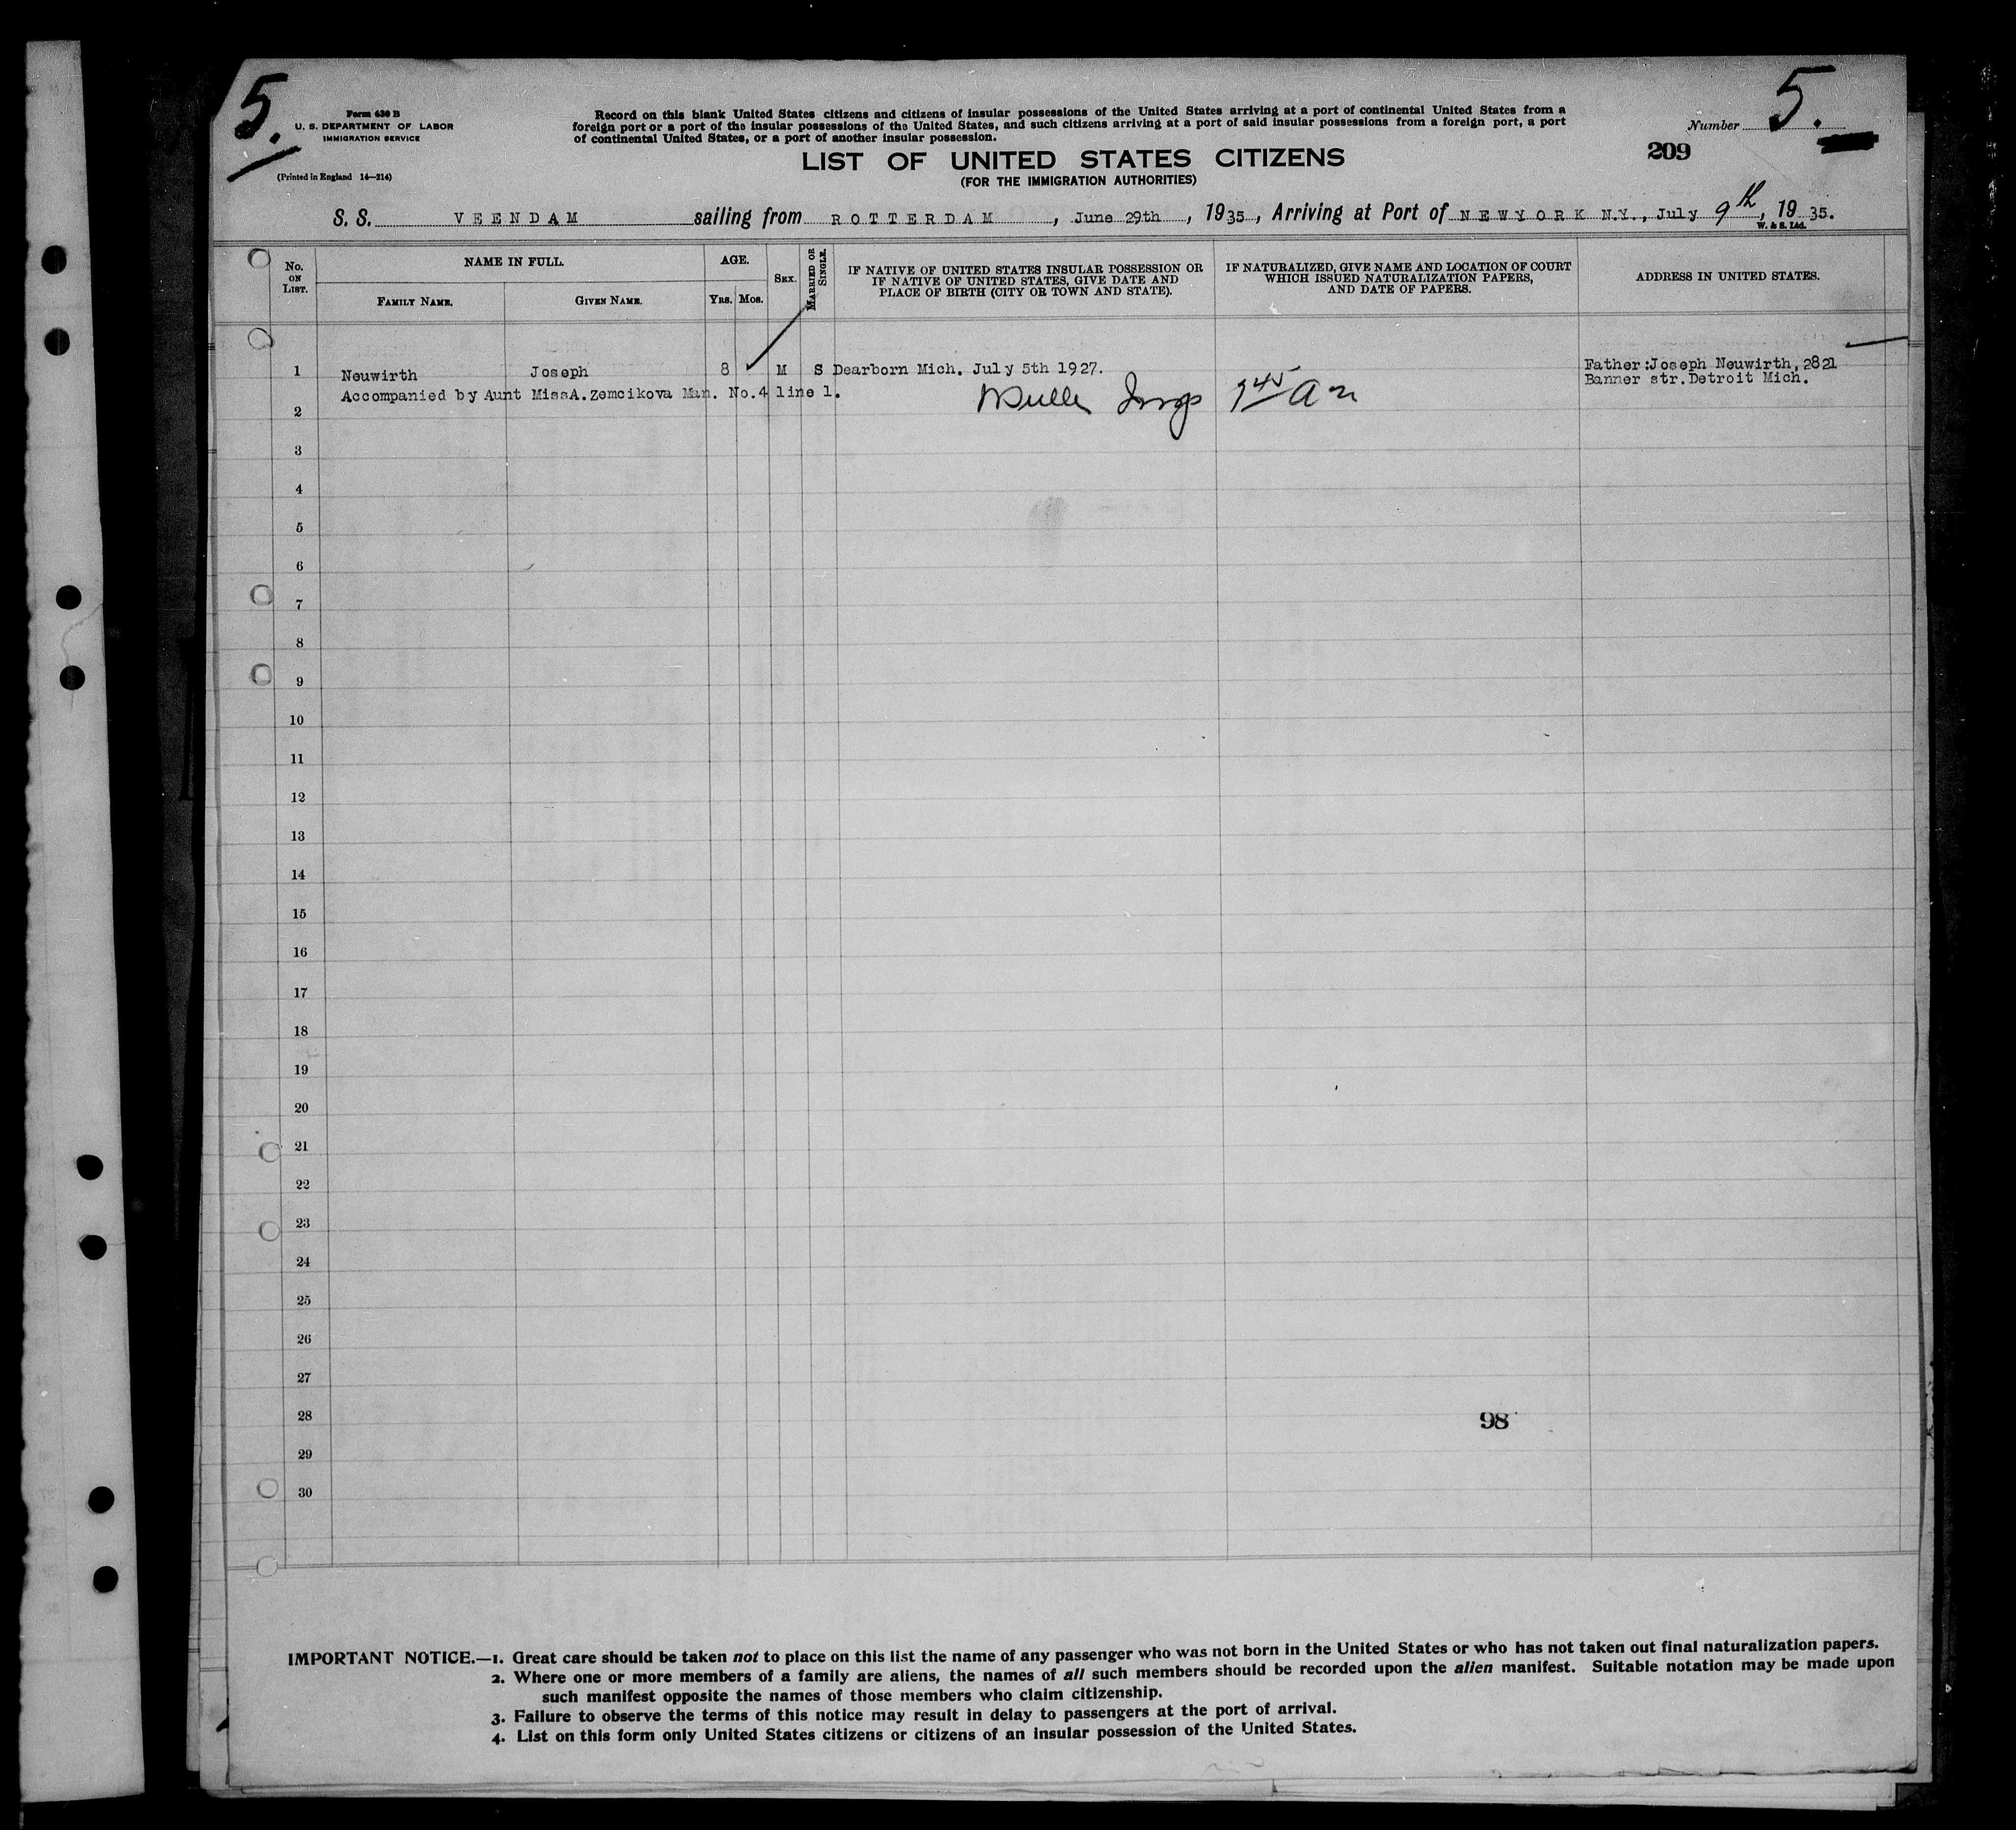 5.
Form 630 B
U. S. DEPARTMENT OF LABOR
IMMIGRATION SERVICE
(Printed in England 14—214)
Record on this blank United States citizens and citizens of insular possessions of the United States arriving at a port of continental United States from a
foreign port or a port of the insular possessions of the United States, and such citizens arriving at a port of said insular possessions from a foreign port, a port
of continental United States, or a port of another insular possession.
Number 5.
209
LIST OF UNITED STATES CITIZENS
(FOR THE IMMIGRATION AUTHORITIES)
S. S. VEENDAM sailing from ROTTERDAM, June 29th, 1935, Arriving at Port of NEWYORK N.Y., July 9th, 1935.
W. & S. Ltd.
No. ON LIST.
NAME IN FULL.
FAMILY NAME.
GIVEN NAME.
AGE.
YRS.
MOS.
SEX.
MARRIED OR SINGLE.
IF NATIVE OF UNITED STATES INSULAR POSSESSION OR
IF NATIVE OF UNITED STATES, GIVE DATE AND
PLACE OF BIRTH (CITY OR TOWN AND STATE).
IF NATURALIZED, GIVE NAME AND LOCATION OF COURT
WHICH ISSUED NATURALIZATION PAPERS,
AND DATE OF PAPERS.
ADDRESS IN UNITED STATES.
1 Neuwirth Joseph 8 M S Dearborn Mich. July 5th 1927. Father:Joseph Neuwirth,2821
Banner str.Detroit Mich.
Accompanied by Aunt MissA.Zemcikova Man. No.4 line 1.
2
3
4
5
6
7
8
9
10
11
12
13
14
15
16
17
18
19
20
21
22
23
24
25
26
27
28
98
29
30
IMPORTANT NOTICE.—1. Great care should be taken not to place on this list the name of any passenger who was not born in the United States or who has not taken out final naturalization papers.
2. Where one or more members of a family are aliens, the names of all such members should be recorded upon the alien manifest. Suitable notation may be made upon
such manifest opposite the names of those members who claim citizenship.
3. Failure to observe the terms of this notice may result in delay to passengers at the port of arrival.
4. List on this form only United States citizens or citizens of an insular possession of the United States.